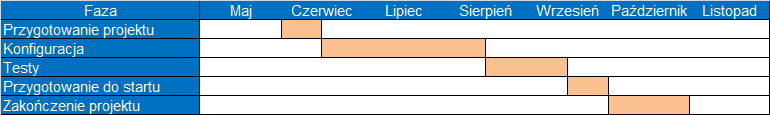 Faza Maj Czerwiec Lipiec Sierpień Wrzesień Październik Listopad
Przygotowanie projektu
Konfiguracja
Testy
Przygotowanie do startu
Zakończenie projektu